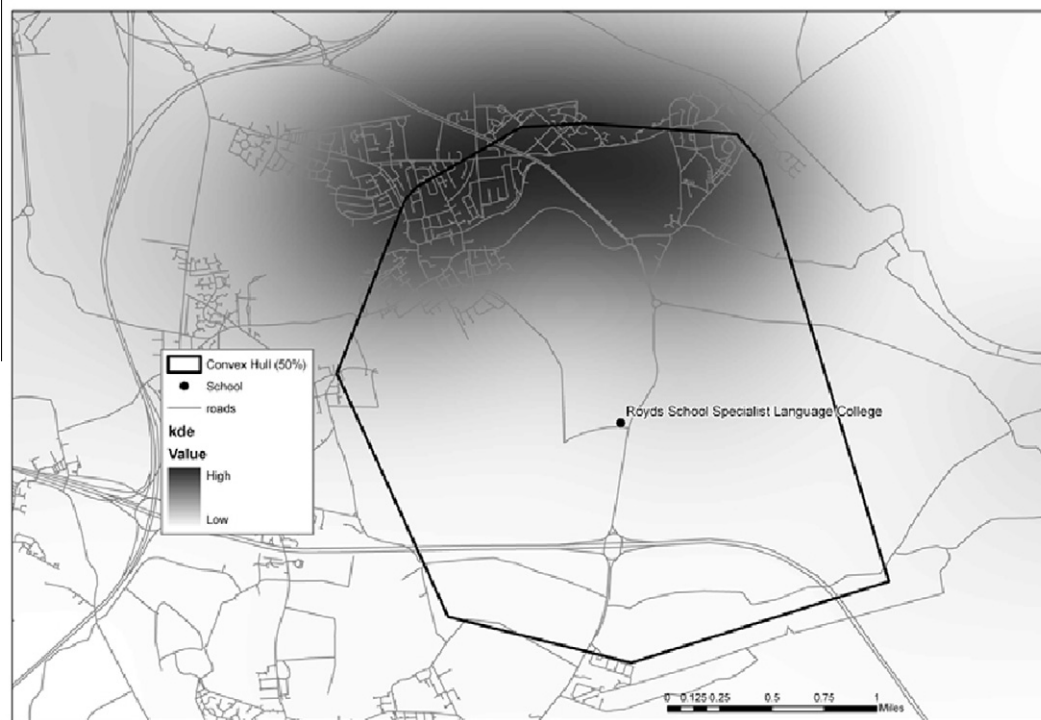 Convex Hull (50%)
School
roads
kde
Value
High
Low
Royds School Specialist Language College
0 0.125 0.25 0.5 0.75 1
Miles